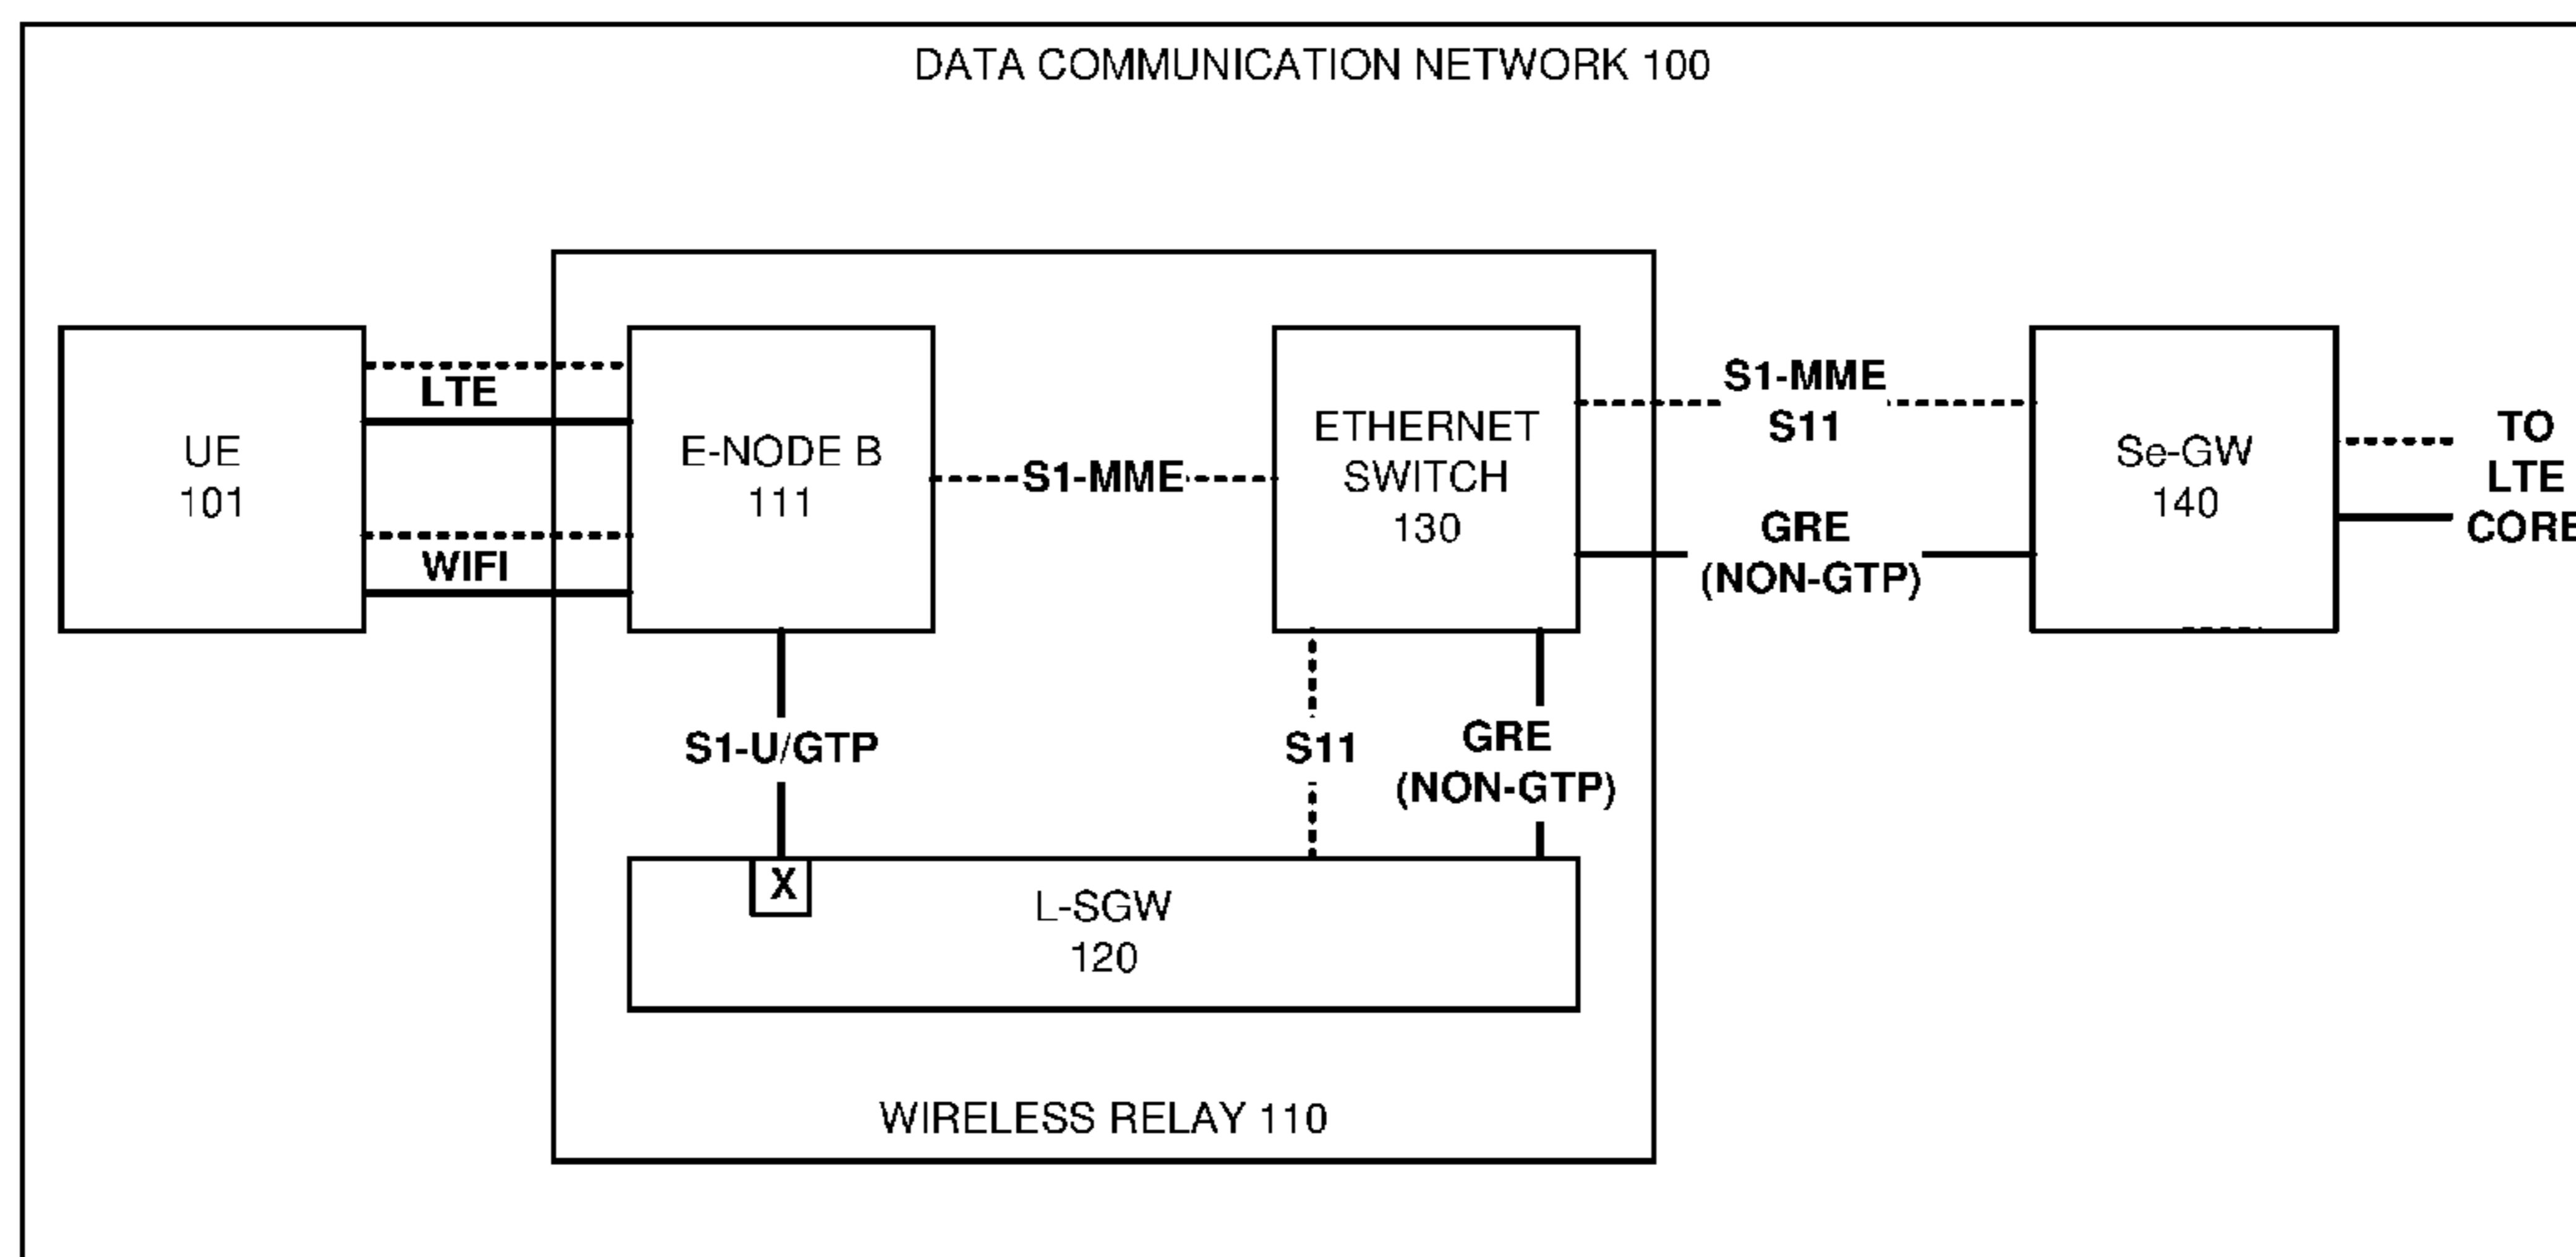 DATA COMMUNICATION NETWORK 100
UE
101
LTE
WIFI
E-NODE B
111
S1-MME
ETHERNET
SWITCH
130
S1-MME
S11
GRE
(NON-GTP)
Se-GW
140
TO
LTE
CORE
S1-U/GTP
S11
GRE
(NON-GTP)
X
L-SGW
120
WIRELESS RELAY 110